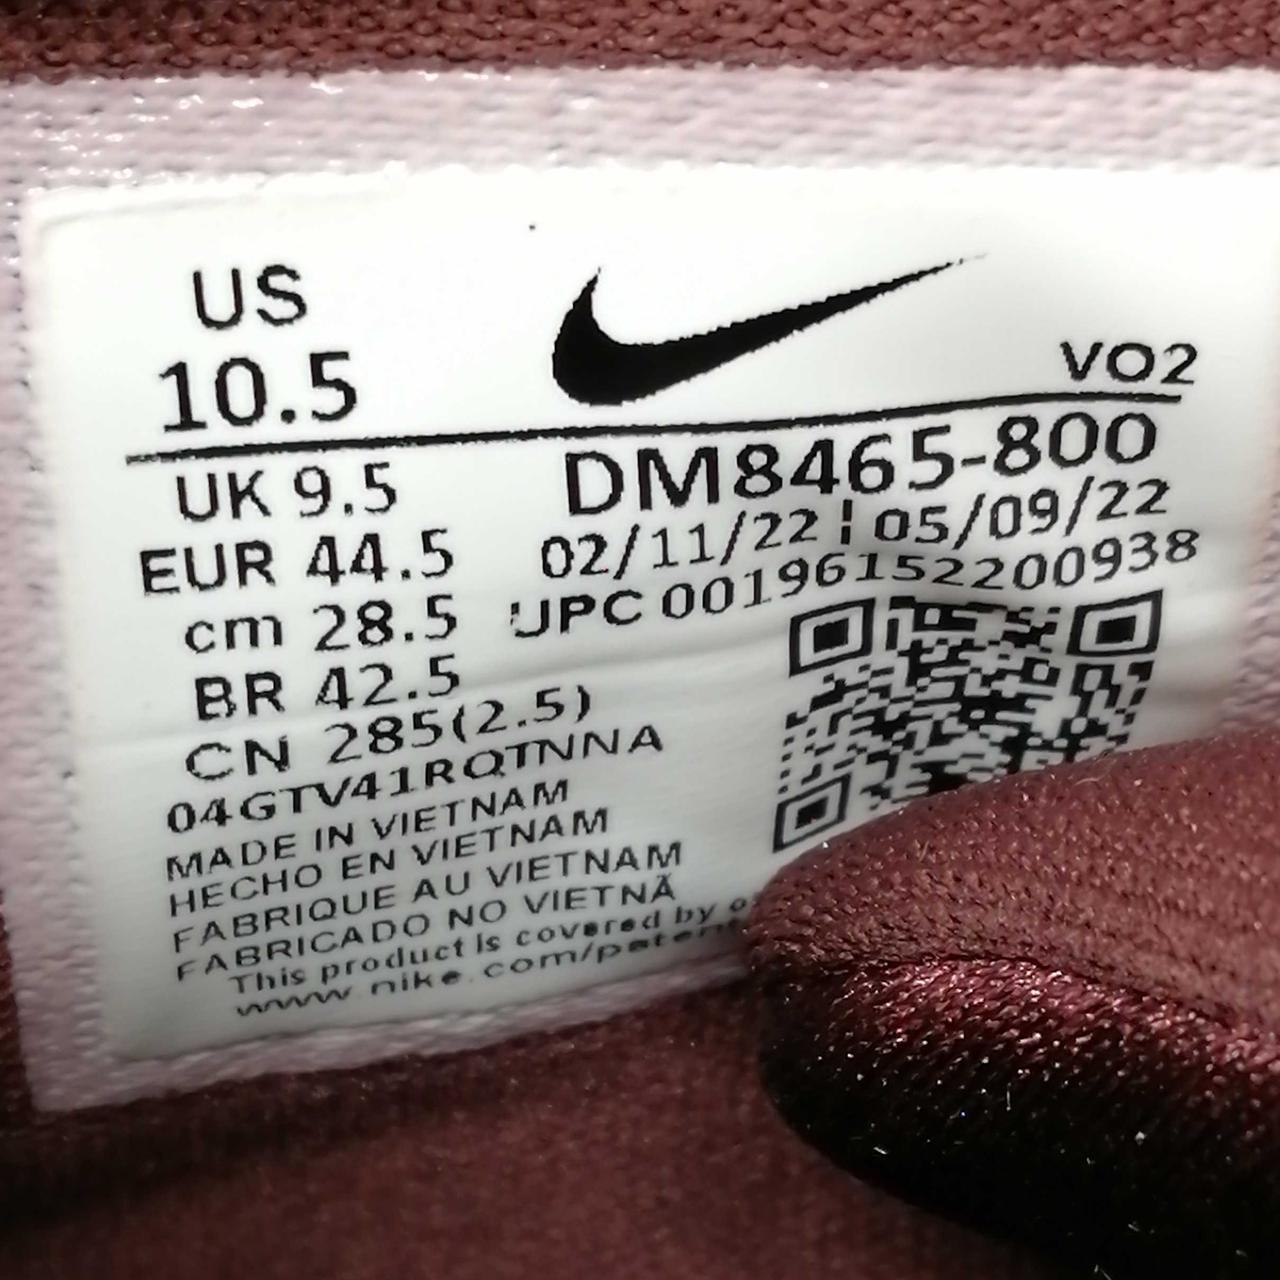 US
10.5
VO2
UK 9.5
EUR 44.5
cm 28.5
BR 42.5
CN 285(2.5)
DM8465-800
02/11/22 ¦ 05/09/22
UPC 00196152200938
04GTV41RQTNNA
MADE IN VIETNAM
HECHO EN VIETNAM
FABRIQUE AU VIETNAM
FABRICADO NO VIETNÃ
This product is covered by
www.nike.com/paten